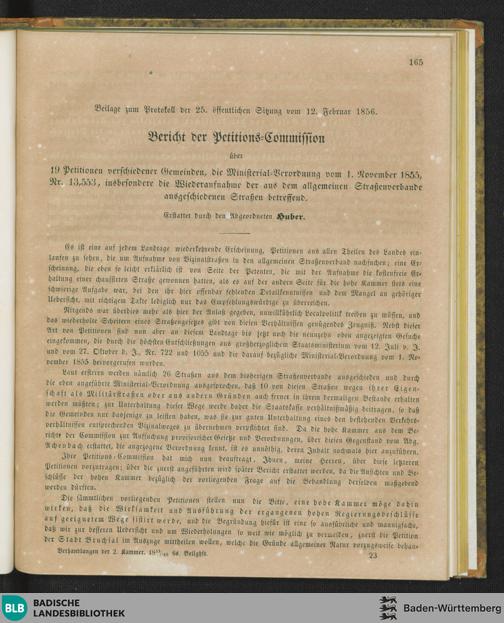 165
Beilage zum Protokoll der 25. öffentlichen Sitzung vom 12. Februar 1856.
Bericht der Petitions-Commission
über
19 Petitionen verschiedener Gemeinden, die Ministerial-Verordnung vom 1. November 1855,
Nr. 13,553, insbesondere die Wiederaufnahme der aus dem allgemeinen Straßenverbande
ausgeschiedenen Straßen betreffend.
Erstattet durch den Abgeordneten Huber.
Es ist eine auf jedem Landtage wiederkehrende Erscheinung, Petitionen aus allen Theilen des Landes ein-
laufen zu sehen, die um Aufnahme von Vizinalstraßen in den allgemeinen Straßenverband nachsuchen; eine Er-
scheinung, die eben so leicht erklärlich ist von Seite der Petenten, die mit der Aufnahme die kostenfreie Er-
haltung einer chaussirten Straße gewonnen hatten, als es auf der andern Seite für die hohe Kammer stets eine
schwierige Aufgabe war, bei den ihr hier offenbar fehlenden Detailkenntnissen und dem Mangel an gehöriger
Uebersicht, mit richtigem Takte lediglich nur das Empfehlungswürdige zu überreichen.
Nirgends war überdies mehr als hier der Anlaß gegeben, unwillkührlich Localpolitik treiben zu müssen, und
das wiederholte Scheitern eines Straßengesetzes gibt von diesen Verhältnissen genügendes Zeugniß. Nebst dieser
Art von Petitionen sind nun aber an diesem Landtage bis jetzt noch die neunzehn oben angezeigten Gesuche
eingekommen, die durch die höchsten Entschließungen aus großherzoglichem Staatsministerium vom 12. Juli v. J.
und vom 27. Oktober v. J., Nr. 722 und 1055 und die darauf bezügliche Ministerial-Verordnung vom 1. No-
vember 1855 hervorgerufen wurden.
Laut ersteren werden nämlich 26 Straßen aus dem bisherigen Straßenverbande ausgeschieden und durch
die eben angeführte Ministerial-Verordnung ausgesprochen, daß 10 von diesen Straßen wegen ihrer Eigen-
schaft als Militärstraßen oder aus andern Gründen auch ferner in ihrem dermaligen Bestande erhalten
werden müßten; zur Unterhaltung dieser Wege werde daher die Staatskasse verhältnißmäßig beitragen, so daß
die Gemeinden nur dasjenige zu leisten haben, was sie zur guten Unterhaltung eines den bestehenden Verkehrs-
verhältnissen entsprechenden Vizinalweges zu übernehmen verpflichtet sind. Da die hohe Kammer aus dem Be-
richte der Commission zur Aufsuchung provisorischer Gesetze und Verordnungen, über diesen Gegenstand vom Abg.
Achenbach erstattet, die angezogene Verordnung kennt, ist es unnöthig, deren Inhalt nochmals hier anzuführen.
Ihre Petitions-Commission hat mich nun beauftragt, Ihnen, meine Herren, über diese letzteren
Petitionen vorzutragen; über die zuerst angeführten wird später Bericht erstattet werden, da die Ansichten und Be-
schlüsse der hohen Kammer bezüglich der vorliegenden Frage auf die Behandlung derselben maßgebend
werden dürften.
Die sämmtlichen vorliegenden Petitionen stellen nun die Bitte, eine hohe Kammer möge dahin
wirken, daß die Wirksamkeit und Ausführung der ergangenen hohen Regierungsbeschlüsse
auf geeignetem Wege sistirt werde, und die Begründung hiefür ist eine so ausführliche und mannigfache,
daß wir zur besseren Uebersicht und um Wiederholungen so weit wie möglich zu vermeiden, zuerst die Petition
der Stadt Bruchsal im Auszuge mittheilen wollen, welche die Gründe allgemeiner Natur vorzugsweise behan-
Verhandlungen der 2. Kammer. 6s Beilghft.
23
BLB
BADISCHE
LANDESBIBLIOTHEK
Baden-Württemberg